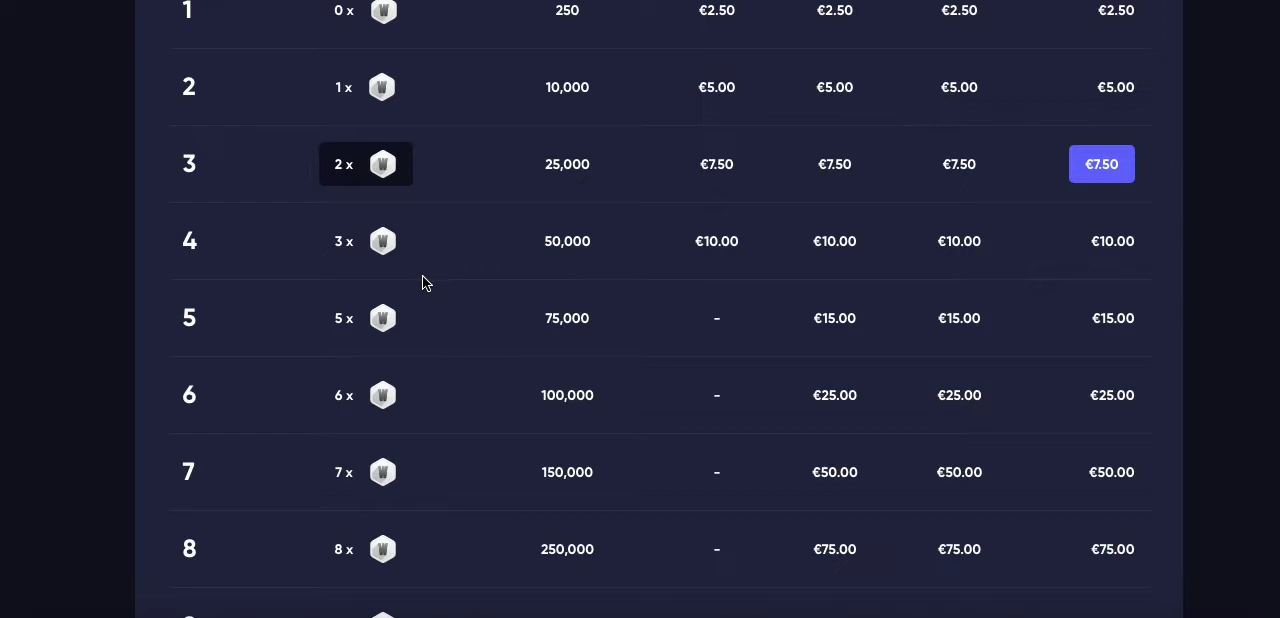 1 0 x W 250 €2.50 €2.50 €2.50 €2.50
2 1 x W 10,000 €5.00 €5.00 €5.00 €5.00
3 2 x W 25,000 €7.50 €7.50 €7.50 €7.50
4 3 x W 50,000 €10.00 €10.00 €10.00 €10.00
5 5 x W 75,000 - €15.00 €15.00 €15.00
6 6 x W 100,000 - €25.00 €25.00 €25.00
7 7 x W 150,000 - €50.00 €50.00 €50.00
8 8 x W 250,000 - €75.00 €75.00 €75.00